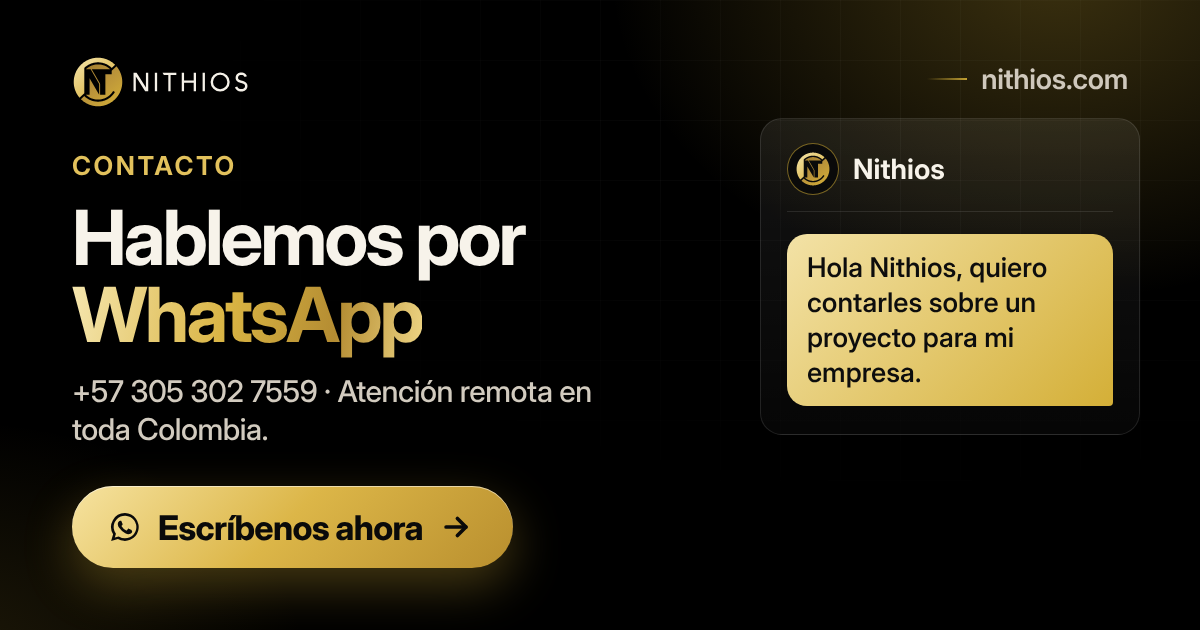 NITHIOS
nithios.com
CONTACTO
Hablemos por
WhatsApp
+57 305 302 7559 · Atención remota en
toda Colombia.
Escríbenos ahora →
Nithios
Hola Nithios, quiero
contarles sobre un
proyecto para mi
empresa.